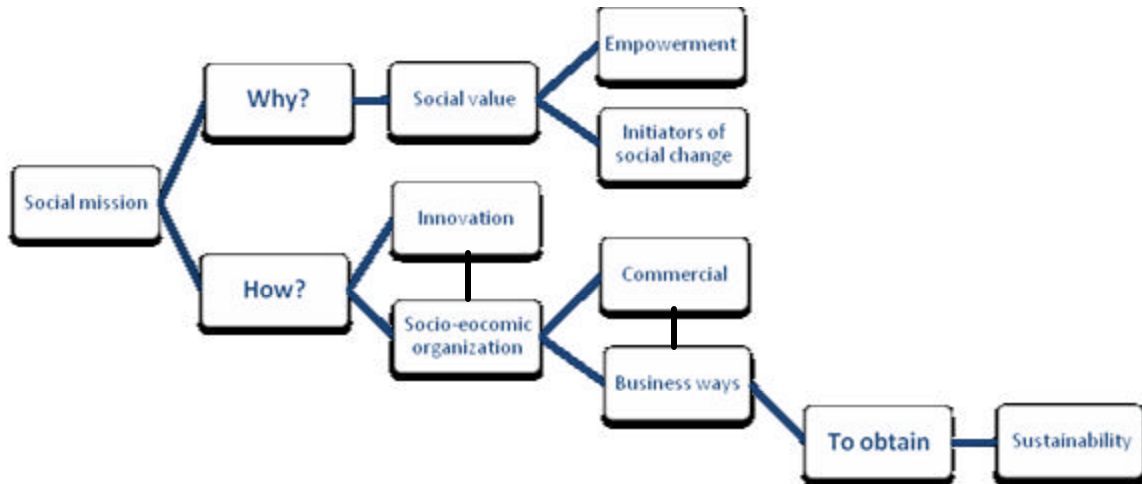 Social mission
Why?
Social value
Empowerment
Initiators of
social change
How?
Innovation
Socio-eocomic
organization
Commercial
Business ways
To obtain
Sustainability